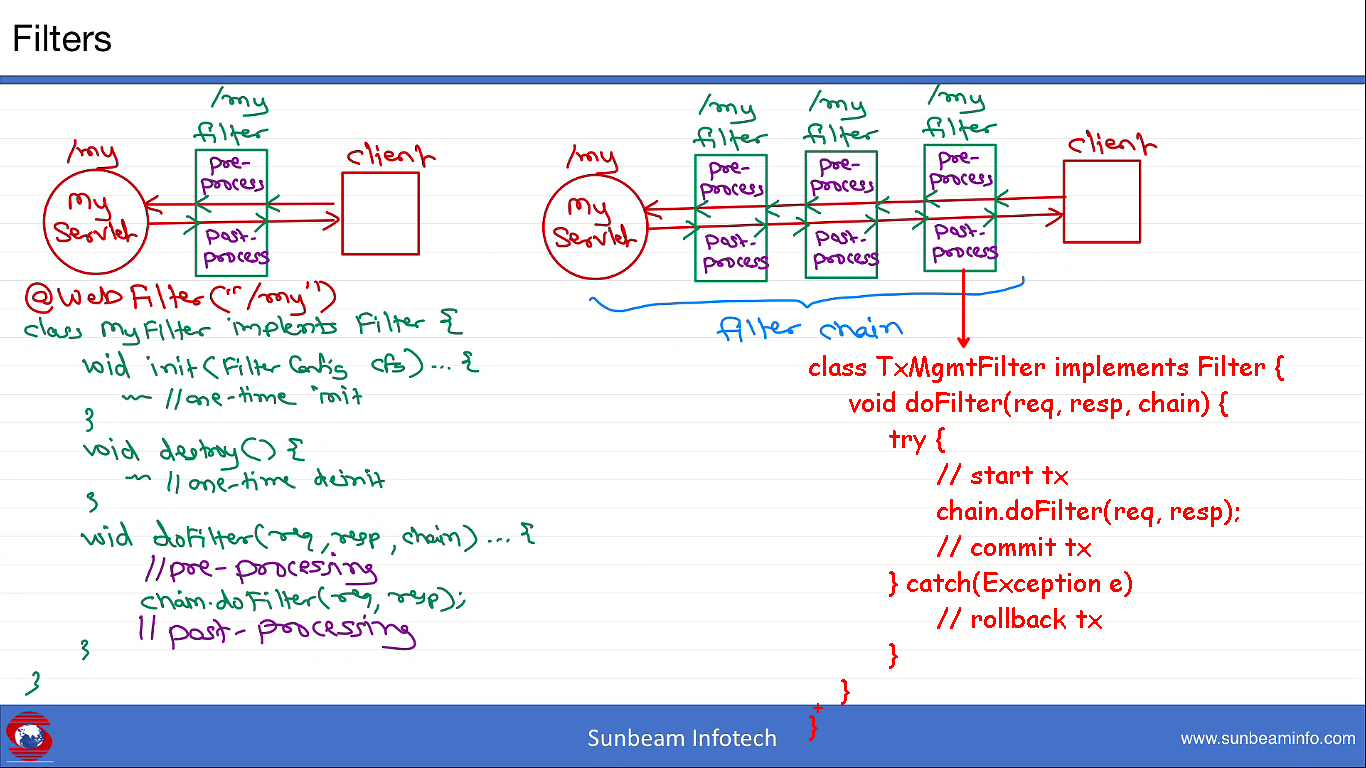 Filters
/my
filter
/my
client
pre-
process
My
Servlet
post-
process
@WebFilter("/my")
class MyFilter implents Filter {
void init(FilterConfig cfg) ... {
~ //one-time init
}
void destroy() {
~ //one-time deinit
}
void doFilter(req, resp, chain) ... {
//pre-processing
chain.doFilter(req, resp);
// post-processing
}
}
/my
filter
/my
filter
/my
filter
/my
client
pre-
process
pre-
process
pre-
process
My
Servlet
post-
process
post-
process
post-
process
filter chain
class TxMgmtFilter implements Filter {
void doFilter(req, resp, chain) {
try {
// start tx
chain.doFilter(req, resp);
// commit tx
} catch(Exception e)
// rollback tx
}
}
}
Sunbeam Infotech
www.sunbeaminfo.com